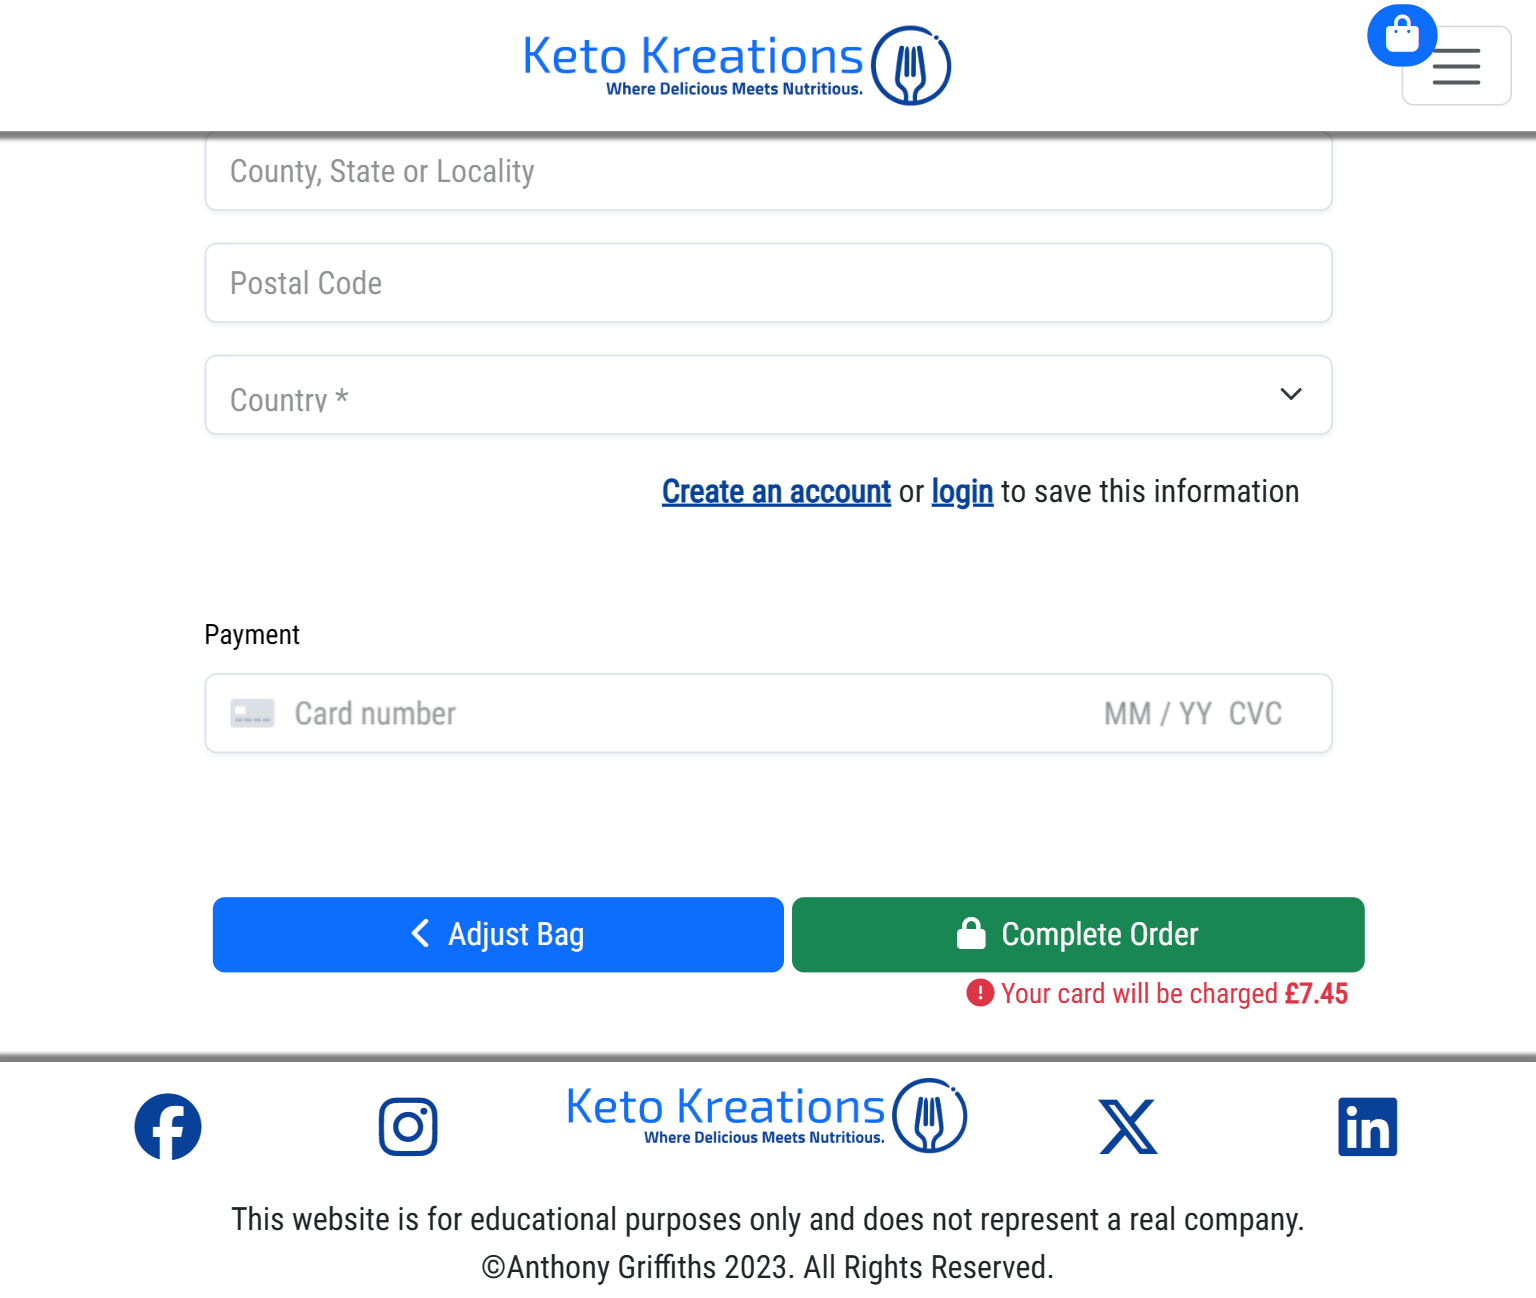 Keto Kreations
Where Delicious Meets Nutritious.
County, State or Locality
Postal Code
Country *
Create an account or login to save this information
Payment
Card number MM / YY CVC
Adjust Bag Complete Order
Your card will be charged £7.45
Keto Kreations
Where Delicious Meets Nutritious.
This website is for educational purposes only and does not represent a real company.
©Anthony Griffiths 2023. All Rights Reserved.